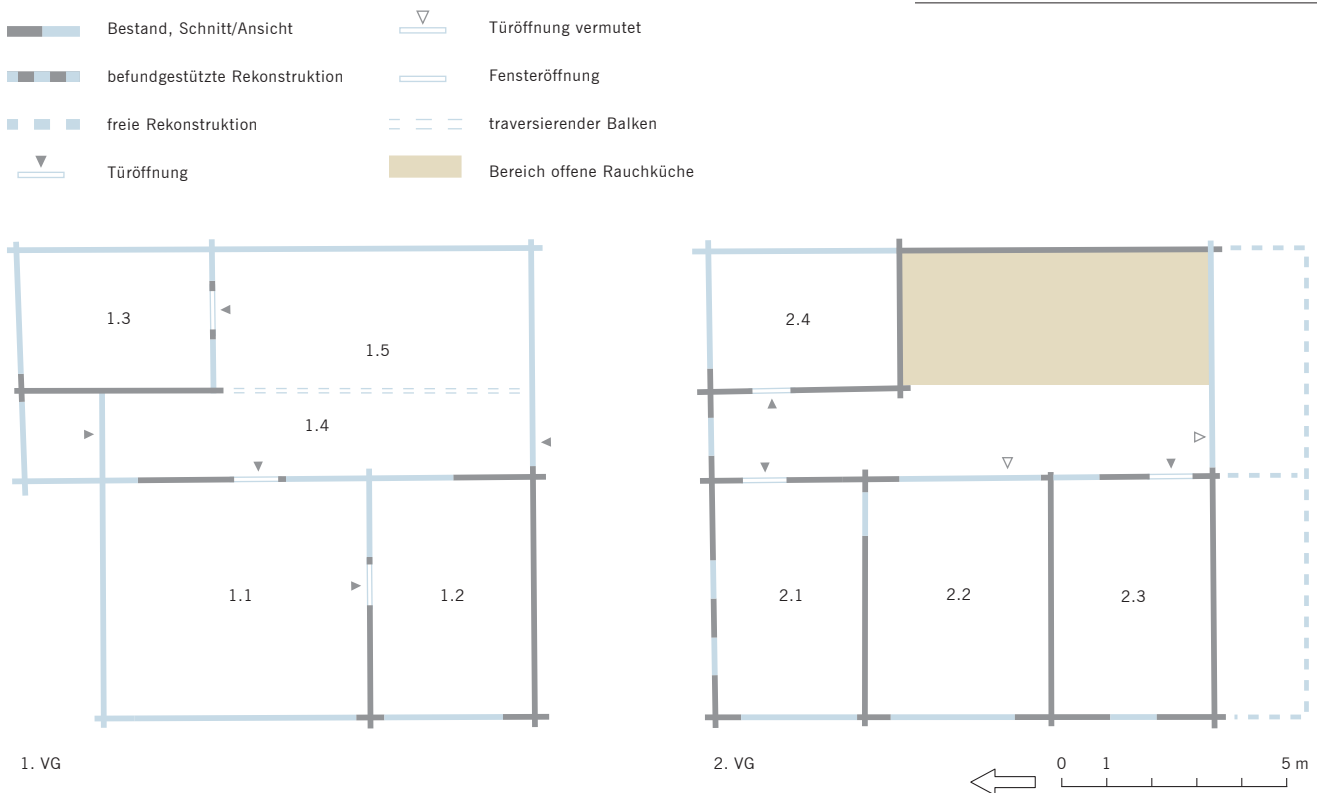 Bestand, Schnitt/Ansicht
befundgestützte Rekonstruktion
freie Rekonstruktion
Türöffnung
Türöffnung vermutet
Fensteröffnung
traversierender Balken
Bereich offene Rauchküche
1.3
1.5
1.4
1.1
1.2
1. VG
2.4
2.1
2.2
2.3
2. VG
0 1 5 m